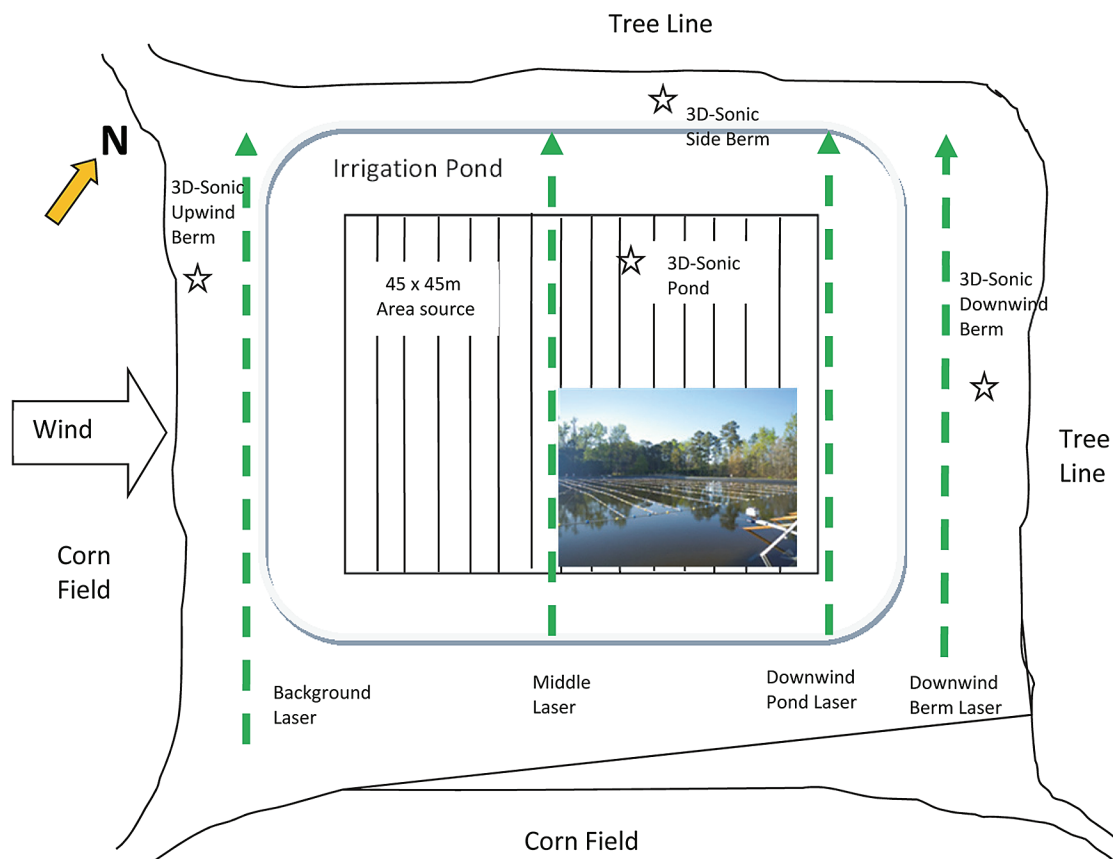 Tree Line
N
3D-Sonic
Side Berm
Irrigation Pond
3D-Sonic
Upwind
Berm
3D-Sonic
Pond
45 x 45m
Area source
3D-Sonic
Downwind
Berm
Wind
Tree
Line
Corn
Field
Background
Laser
Middle
Laser
Downwind
Pond Laser
Downwind
Berm Laser
Corn Field